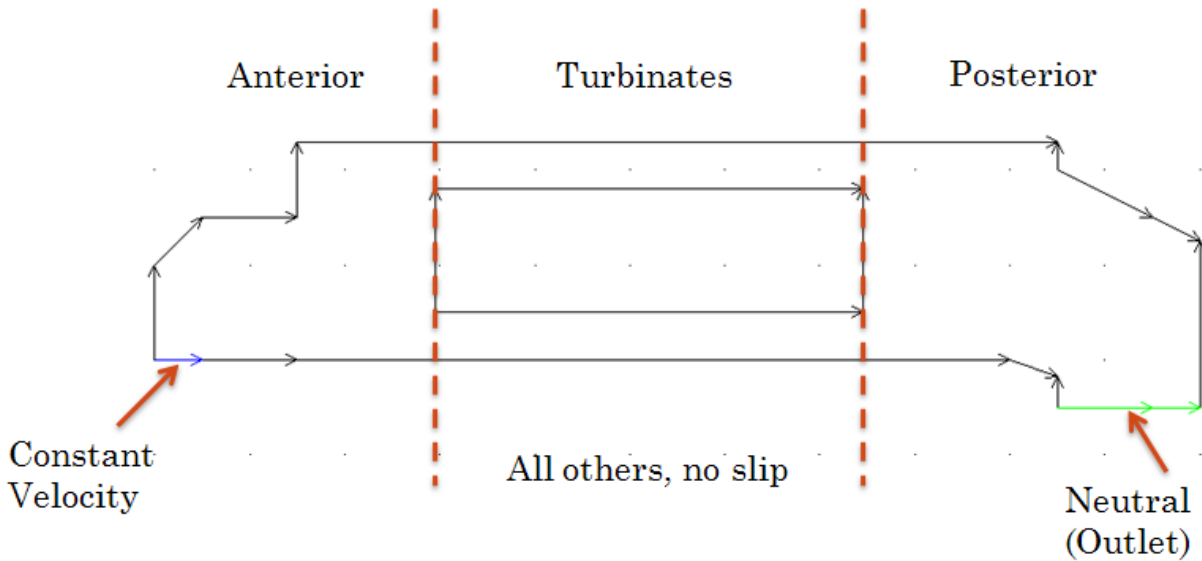 Anterior
Turbinates
Posterior
Constant
Velocity
All others, no slip
Neutral
(Outlet)